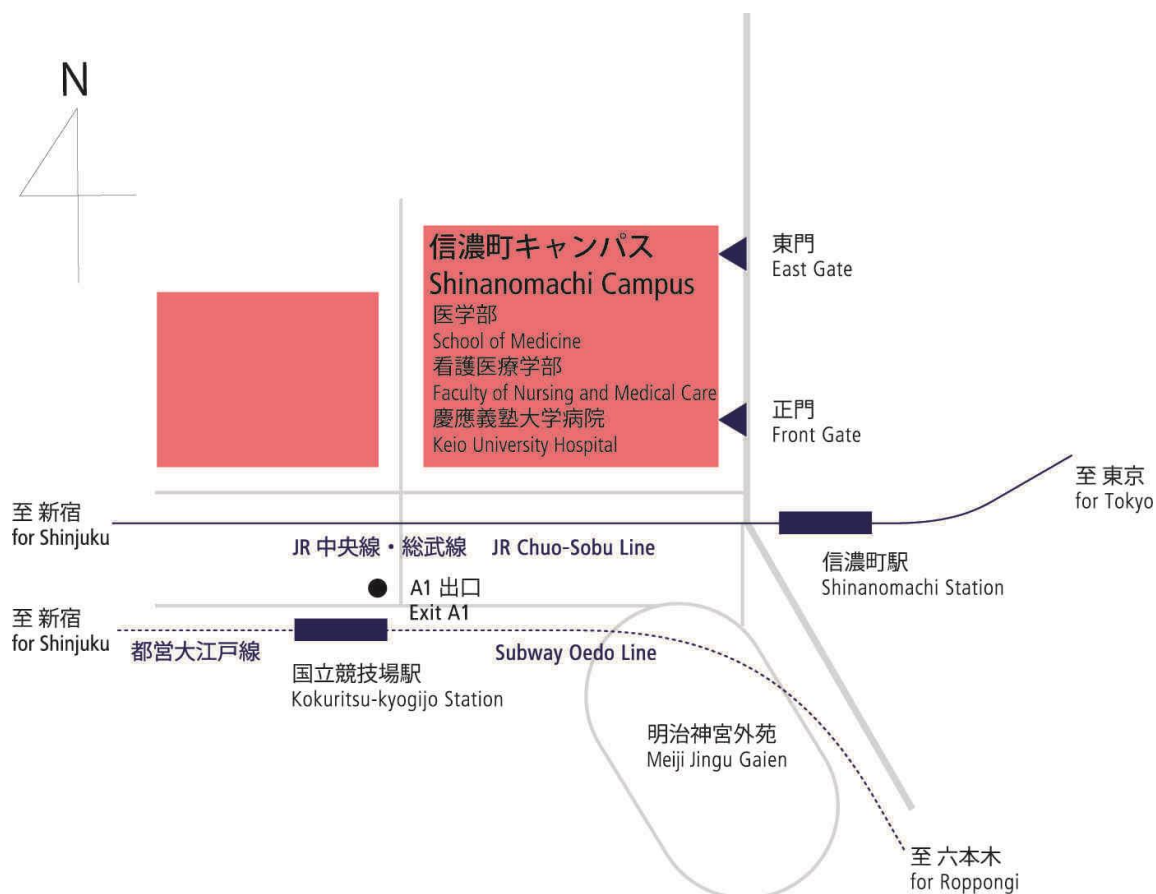 N
信濃町キャンパス
Shinanomachi Campus
医学部
School of Medicine
看護医療学部
Faculty of Nursing and Medical Care
慶應義塾大学病院
Keio University Hospital
東門
East Gate
正門
Front Gate
至 東京
for Tokyo
至 新宿
for Shinjuku
JR 中央線・総武線 JR Chuo-Sobu Line
信濃町駅
Shinanomachi Station
A1 出口
Exit A1
至 新宿
for Shinjuku
都営大江戸線
Subway Oedo Line
国立競技場駅
Kokuritsu-kyogijo Station
明治神宮外苑
Meiji Jingu Gaien
至 六本木
for Roppongi